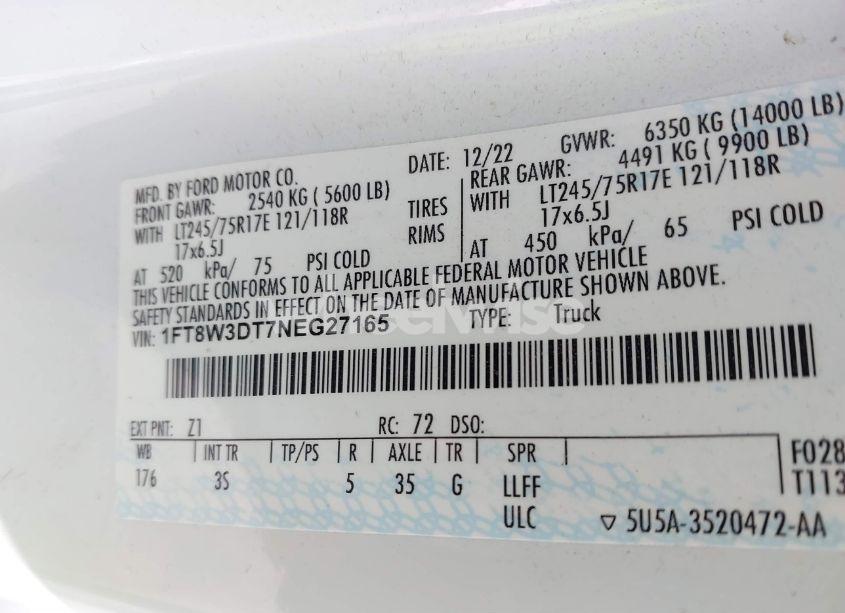 MFD. BY FORD MOTOR CO.
DATE: 12/22 GVWR: 6350 KG (14000 LB)
FRONT GAWR: 2540 KG ( 5600 LB) REAR GAWR: 4491 KG ( 9900 LB)
WITH LT245/75R17E 121/118R TIRES WITH LT245/75R17E 121/118R
17x6.5J RIMS 17x6.5J
AT 520 kPa/ 75 PSI COLD AT 450 kPa/ 65 PSI COLD
THIS VEHICLE CONFORMS TO ALL APPLICABLE FEDERAL MOTOR VEHICLE
SAFETY STANDARDS IN EFFECT ON THE DATE OF MANUFACTURE SHOWN ABOVE.
VIN: 1FT8W3DT7NEG27165 TYPE: Truck
EXT PNT: Z1 RC: 72 DSO:
WB INT TR TP/PS R AXLE TR SPR F028
176 3S 5 35 G LLFF T113
ULC ▽ 5U5A-3520472-AA